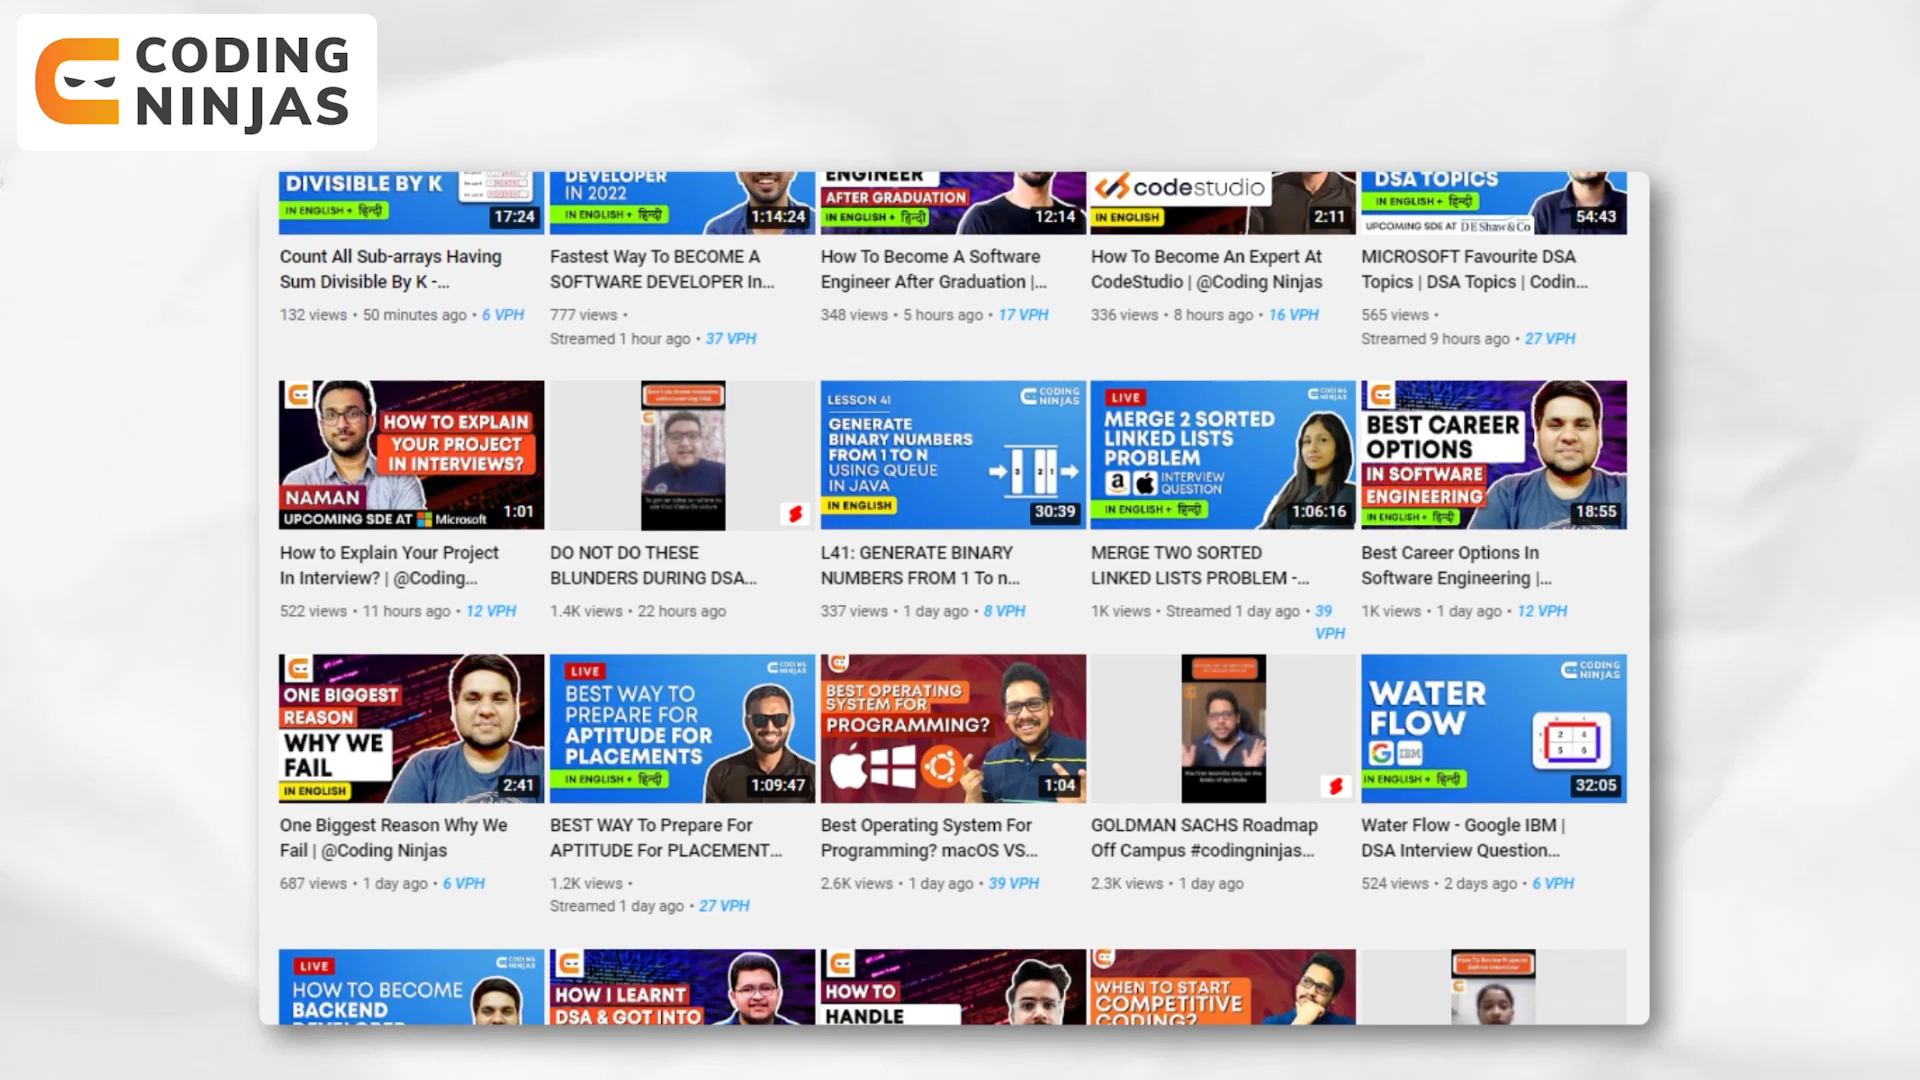 CODING
NINJAS
DIVISIBLE BY K
IN ENGLISH + हिन्दी
17:24
DEVELOPER
IN 2022
IN ENGLISH + हिन्दी
1:14:24
ENGINEER
AFTER GRADUATION
IN ENGLISH + हिन्दी
12:14
codestudio
IN ENGLISH
2:11
DSA TOPICS
IN ENGLISH + हिन्दी
UPCOMING SDE AT DE Shaw & Co
54:43
Count All Sub-arrays Having
Sum Divisible By K -...
132 views • 50 minutes ago • 6 VPH
Fastest Way To BECOME A
SOFTWARE DEVELOPER In...
777 views •
Streamed 1 hour ago • 37 VPH
How To Become A Software
Engineer After Graduation |...
348 views • 5 hours ago • 17 VPH
How To Become An Expert At
CodeStudio | @Coding Ninjas
336 views • 8 hours ago • 16 VPH
MICROSOFT Favourite DSA
Topics | DSA Topics | Codin...
565 views •
Streamed 9 hours ago • 27 VPH
HOW TO EXPLAIN
YOUR PROJECT
IN INTERVIEWS?
NAMAN
UPCOMING SDE AT Microsoft
1:01
LESSON 41
CODING
NINJAS
GENERATE
BINARY NUMBERS
FROM 1 TO N
USING QUEUE
IN JAVA
IN ENGLISH
3 2 1
30:39
LIVE
CODING
NINJAS
MERGE 2 SORTED
LINKED LISTS
PROBLEM
a
INTERVIEW
QUESTION
IN ENGLISH + हिन्दी
1:06:16
BEST CAREER
OPTIONS
IN SOFTWARE
ENGINEERING
IN ENGLISH + हिन्दी
18:55
How to Explain Your Project
In Interview? | @Coding...
522 views • 11 hours ago • 12 VPH
DO NOT DO THESE
BLUNDERS DURING DSA...
1.4K views • 22 hours ago
L41: GENERATE BINARY
NUMBERS FROM 1 To n...
337 views • 1 day ago • 8 VPH
MERGE TWO SORTED
LINKED LISTS PROBLEM -...
1K views • Streamed 1 day ago • 39
VPH
Best Career Options In
Software Engineering |...
1K views • 1 day ago • 12 VPH
ONE BIGGEST
REASON
WHY WE
FAIL
IN ENGLISH
2:41
LIVE
CODING
NINJAS
BEST WAY TO
PREPARE FOR
APTITUDE FOR
PLACEMENTS
IN ENGLISH + हिन्दी
1:09:47
BEST OPERATING
SYSTEM FOR
PROGRAMMING?
1:04
CODING
NINJAS
WATER
FLOW
G IBM
2 4
5 5
IN ENGLISH + हिन्दी
32:05
One Biggest Reason Why We
Fail | @Coding Ninjas
687 views • 1 day ago • 6 VPH
BEST WAY To Prepare For
APTITUDE For PLACEMENT...
1.2K views •
Streamed 1 day ago • 27 VPH
Best Operating System For
Programming? macOS VS...
2.6K views • 1 day ago • 39 VPH
GOLDMAN SACHS Roadmap
Off Campus #codingninjas...
2.3K views • 1 day ago
Water Flow - Google IBM |
DSA Interview Question...
524 views • 2 days ago • 6 VPH
LIVE
CODING
NINJAS
HOW TO BECOME
BACKEND
DEVELOPER
HOW I LEARNT
DSA & GOT INTO
HOW TO
HANDLE
WHEN TO START
COMPETITIVE
CODING?